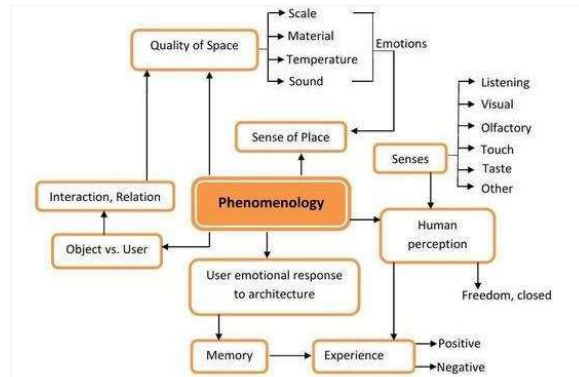 Scale
Quality of Space
Material
Emotions
Temperature
Sound
Listening
Visual
Sense of Place
Olfactory
Senses
Touch
Taste
Other
Interaction, Relation
Phenomenology
Human
perception
Object vs. User
User emotional response
to architecture
Freedom, closed
Memory
Experience
Positive
Negative